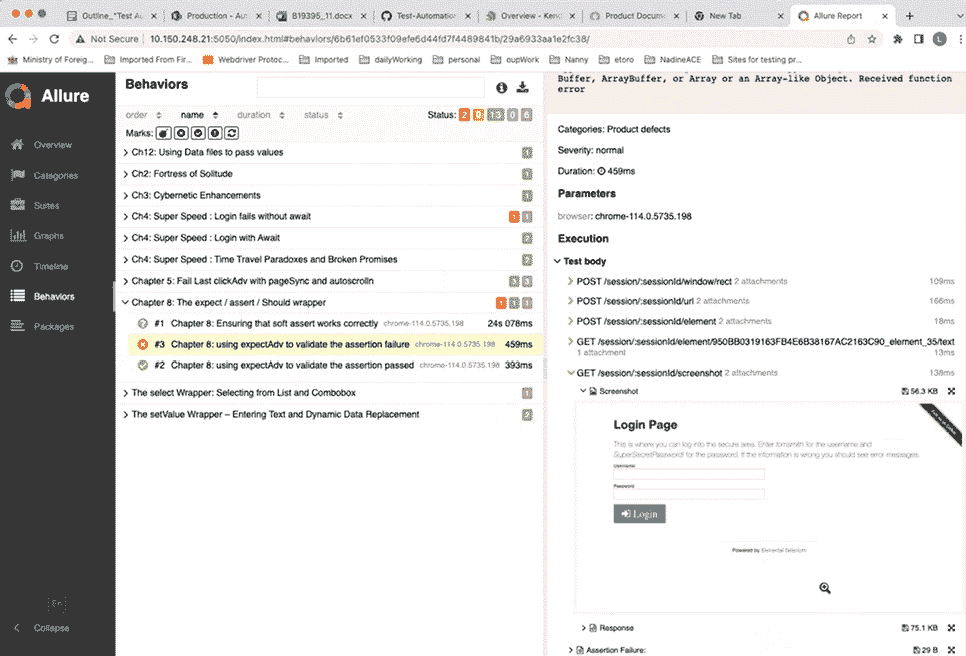 Outline_"Test Au
Production - Aut
B19395_11.docx
Test-Automation
Overview - Keno
Product Docume
New Tab
Allure Report
Not Secure
10.150.248.21:5050/index.html#behaviors/6b61ef0533f09efe6d44fd7f4489841b/29a6933aa1e2fc38/
Ministry of Foreig...
Imported From Fir...
Webdriver Protoc...
Imported
dailyWorking
personal
oupWork
Nanny
etoro
NadineACE
Sites for testing pr...
Allure
Overview
Categories
Suites
Graphs
Timeline
Behaviors
Packages
En
Collapse
Behaviors
order
name
duration
status
Status: 2 0 13 0 6
Marks:
Ch12: Using Data files to pass values 1
Ch2: Fortress of Solitude 1
Ch3: Cybernetic Enhancements 1
Ch4: Super Speed : Login fails without await 1 1
Ch4: Super Speed : Login with Await 2
Ch4: Super Speed : Time Travel Paradoxes and Broken Promises 2
Chapter 5: Fail Last clickAdv with pageSync and autoscrolln 3 3
Chapter 8: The expect / assert / Should wrapper 1 1 1
#1 Chapter 8: Ensuring that soft assert works correctly chrome-114.0.5735.198 24s 078ms
#3 Chapter 8: using expectAdv to validate the assertion failure chrome-114.0.5735.198 459ms
#2 Chapter 8: using expectAdv to validate the assertion passed chrome-114.0.5735.198 393ms
The select Wrapper: Selecting from List and Combobox 1
The setValue Wrapper – Entering Text and Dynamic Data Replacement 2
Buffer, ArrayBuffer, or Array or an Array-like Object. Received function
error
Categories: Product defects
Severity: normal
Duration: 459ms
Parameters
browser: chrome-114.0.5735.198
Execution
Test body
POST /session/:sessionId/window/rect 2 attachments 109ms
POST /session/:sessionId/url 2 attachments 166ms
POST /session/:sessionId/element 2 attachments 18ms
GET /session/:sessionId/element/950BB0319163FB4E6B38167AC2163C90_element_35/text
1 attachment 13ms
GET /session/:sessionId/screenshot 2 attachments 138ms
Screenshot 56.3 KB
Login Page
This is where you can log into the secure area. Enter tomsmith for the username and
SuperSecretPassword! for the password. If the information is wrong you should see error messages.
Username
Password
Login
Powered by Elemental Selenium
Response 75.1 KB
Assertion Failure: 29 B